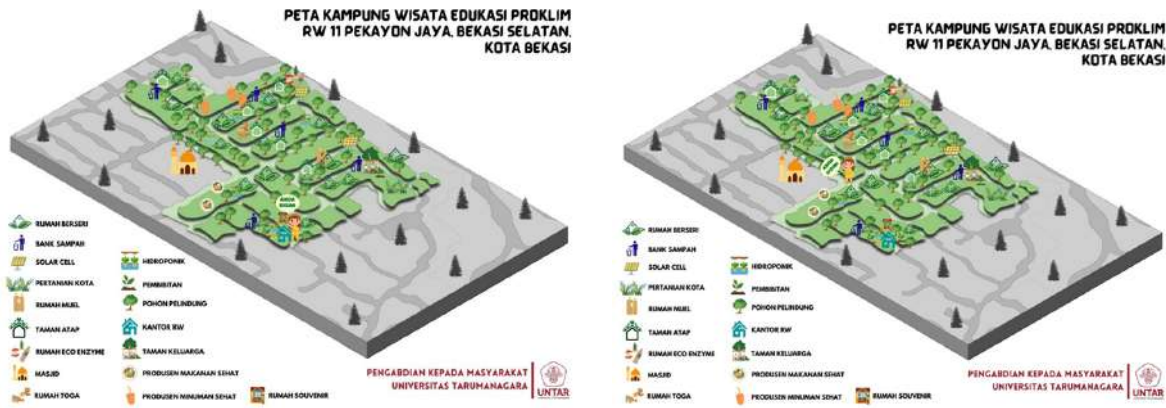 PETA KAMPUNG WISATA EDUKASI PROKLIM
RW 11 PEKAYON JAYA, BEKASI SELATAN,
KOTA BEKASI
ANDA
DISINI
RUMAH BERSERI
BANK SAMPAH
SOLAR CELL
PERTANIAN KOTA
RUMAH MUEL
TAMAN ATAP
RUMAH ECO ENZYME
MASJID
RUMAH TOGA
HIDROPONIK
PEMBIBITAN
POHON PELINDUNG
KANTOR RW
TAMAN KELUARGA
PRODUSEN MAKANAN SEHAT
PRODUSEN MINUMAN SEHAT
RUMAH SOUVENIR
PENGABDIAN KEPADA MASYARAKAT
UNIVERSITAS TARUMANAGARA
UNTAR
PETA KAMPUNG WISATA EDUKASI PROKLIM
RW 11 PEKAYON JAYA, BEKASI SELATAN,
KOTA BEKASI
RUMAH BERSERI
BANK SAMPAH
SOLAR CELL
PERTANIAN KOTA
RUMAH MUEL
TAMAN ATAP
RUMAH ECO ENZYME
MASJID
RUMAH TOGA
HIDROPONIK
PEMBIBITAN
POHON PELINDUNG
KANTOR RW
TAMAN KELUARGA
PRODUSEN MAKANAN SEHAT
PRODUSEN MINUMAN SEHAT
RUMAH SOUVENIR
PENGABDIAN KEPADA MASYARAKAT
UNIVERSITAS TARUMANAGARA
UNTAR